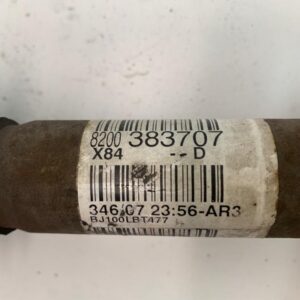 8200 383707
X84 -- D
346.07 23:56-AR3
BJ100LBT477